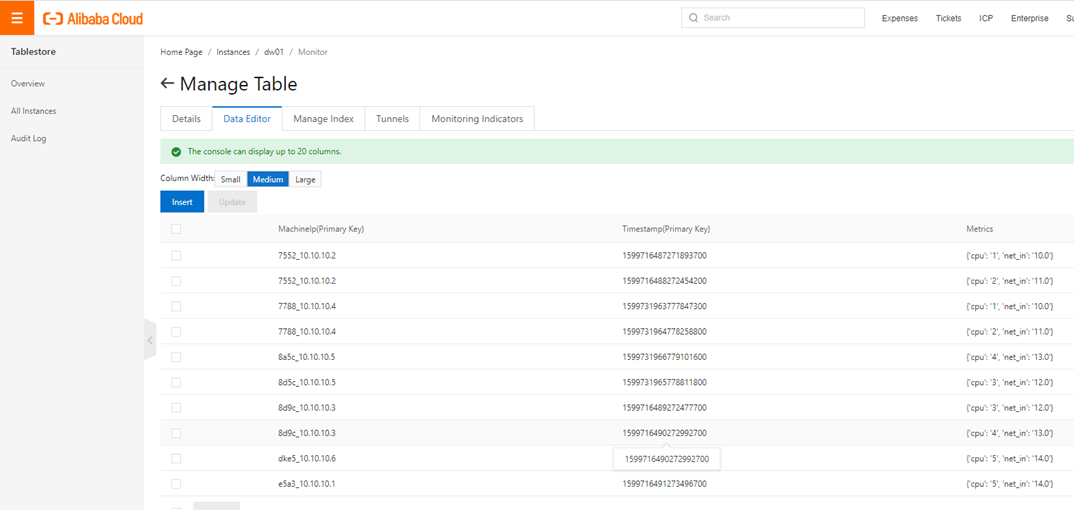 Alibaba Cloud
Search
Expenses Tickets ICP Enterprise
Tablestore
Overview
All Instances
Audit Log
Home Page / Instances / dw01 / Monitor
← Manage Table
Details Data Editor Manage Index Tunnels Monitoring Indicators
The console can display up to 20 columns.
Column Width: Small Medium Large
Insert Update
MachineIp(Primary Key) Timestamp(Primary Key) Metrics
7552_10.10.10.2 1599716487271893700 {'cpu': '1', 'net_in': '10.0'}
7552_10.10.10.2 1599716488272454200 {'cpu': '2', 'net_in': '11.0'}
7788_10.10.10.4 1599731963777847300 {'cpu': '1', 'net_in': '10.0'}
7788_10.10.10.4 1599731964778258800 {'cpu': '2', 'net_in': '11.0'}
8a5c_10.10.10.5 1599731966779101600 {'cpu': '4', 'net_in': '13.0'}
8d5c_10.10.10.5 1599731965778811800 {'cpu': '3', 'net_in': '12.0'}
8d9c_10.10.10.3 1599716489272477700 {'cpu': '3', 'net_in': '12.0'}
8d9c_10.10.10.3 1599716490272992700 {'cpu': '4', 'net_in': '13.0'}
dke5_10.10.10.6 1599716490272992700 {'cpu': '5', 'net_in': '14.0'}
e5a3_10.10.10.1 1599716491273496700 {'cpu': '5', 'net_in': '14.0'}